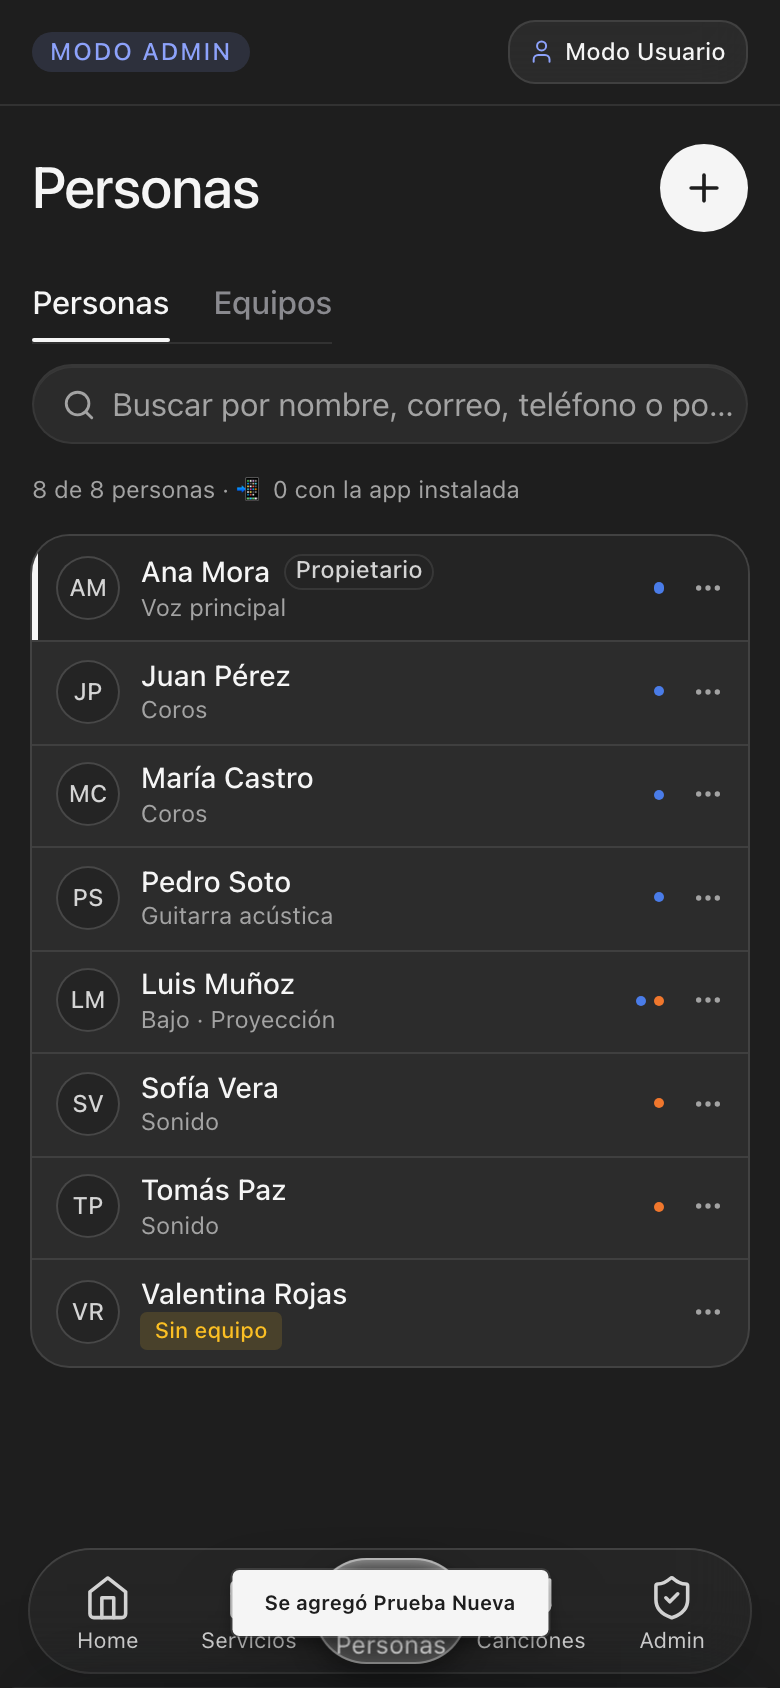 MODO ADMIN
Modo Usuario
Personas
Personas
Equipos
Buscar por nombre, correo, teléfono o po...
8 de 8 personas · 📲 0 con la app instalada
AM
Ana Mora
Propietario
Voz principal
JP
Juan Pérez
Coros
MC
María Castro
Coros
PS
Pedro Soto
Guitarra acústica
LM
Luis Muñoz
Bajo · Proyección
SV
Sofía Vera
Sonido
TP
Tomás Paz
Sonido
VR
Valentina Rojas
Sin equipo
Se agregó Prueba Nueva
Home
Servicios
Personas
Canciones
Admin